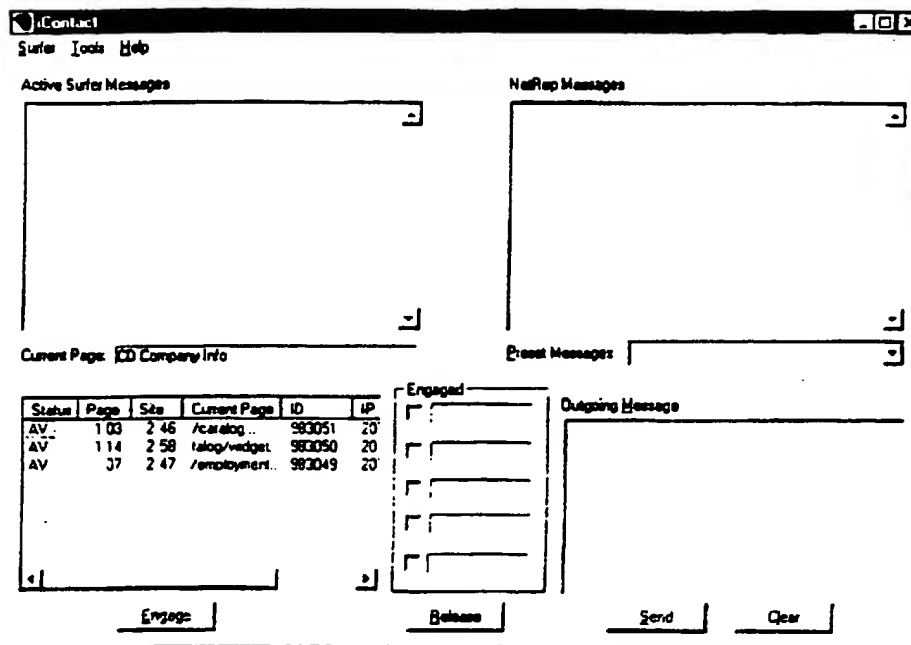 iContact
Surfer Tools Help
Active Surfer Messages
NetRep Messages
Current Page: ICD Company Info
Preset Messages
Engaged
Status Page Site Current Page ID IP
AV 1 03 2 46 /catalog... 983051 20
AV 1 14 2 58 talog/widget. 983050 20
AV 37 2 47 /employment.. 983049 20
Outgoing Message
Engage
Release
Send
Clear